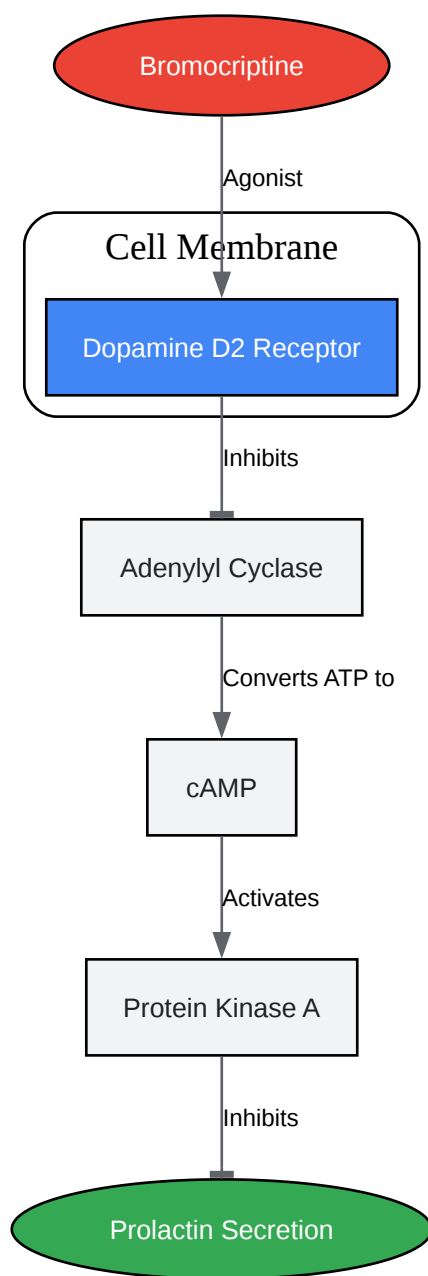 Bromocriptine
Agonist
Cell Membrane
Dopamine D2 Receptor
Inhibits
Adenylyl Cyclase
Converts ATP to
cAMP
Activates
Protein Kinase A
Inhibits
Prolactin Secretion